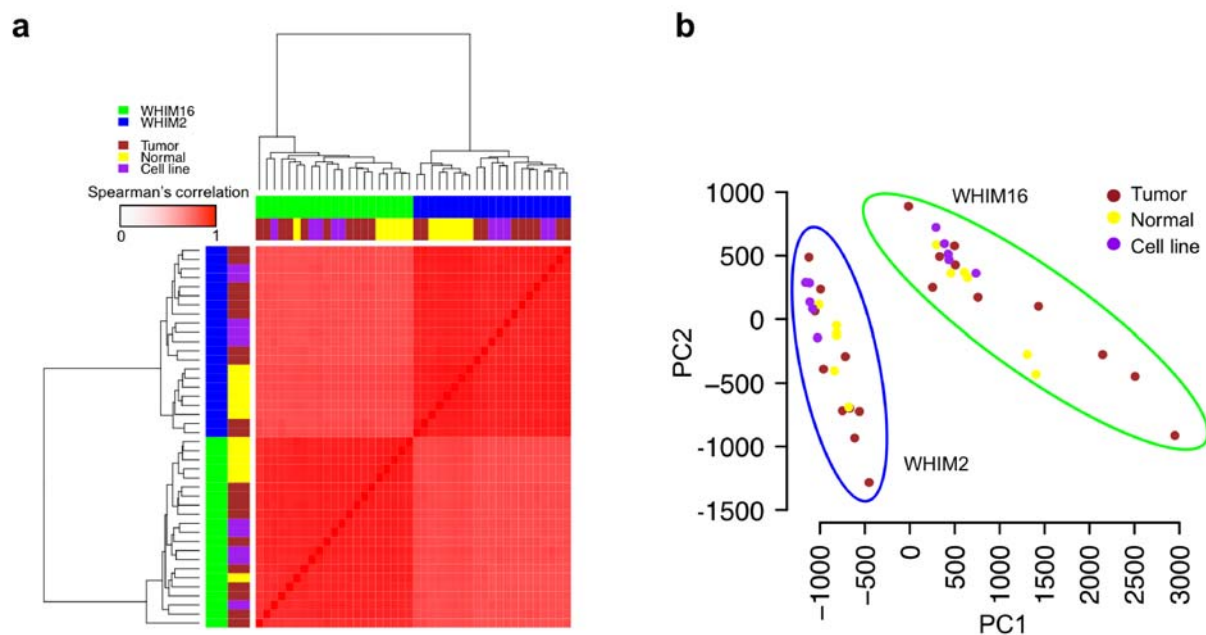 a
WHIM16
WHIM2
Tumor
Normal
Cell line
Spearman's correlation
0 1
b
1000
500
0
−500
-1000
-1500
PC2
WHIM16
WHIM2
Tumor
Normal
Cell line
−1000
−500
0
500
1000
1500
2000
2500
3000
PC1